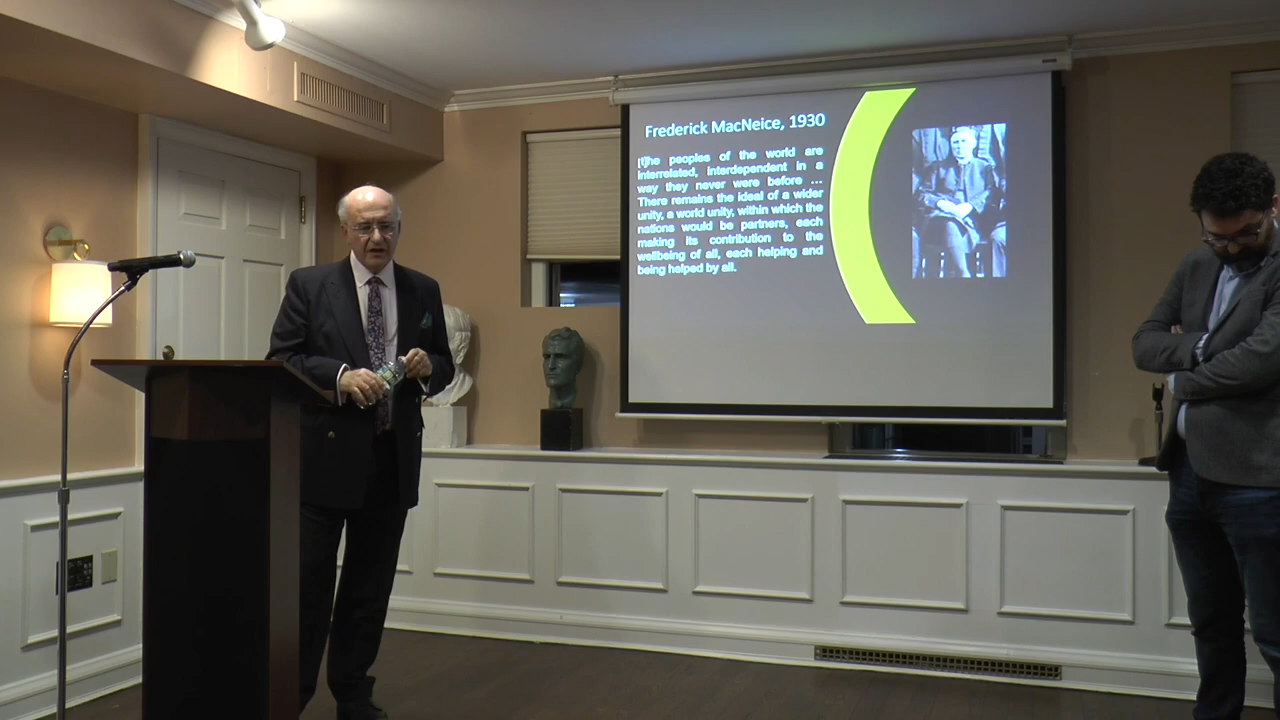 Frederick MacNeice, 1930
[t]he peoples of the world are
interrelated, interdependent in a
way they never were before ...
There remains the ideal of a wider
unity, a world unity, within which the
nations would be partners, each
making its contribution to the
wellbeing of all, each helping and
being helped by all.